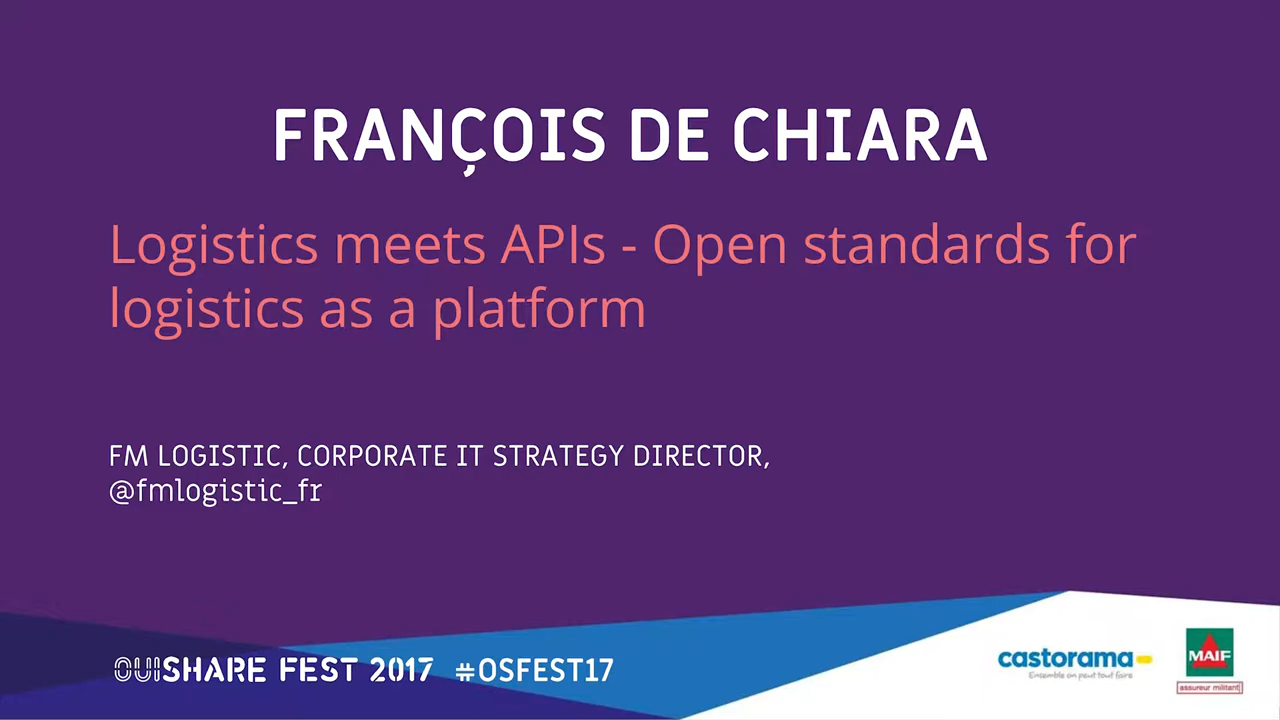 FRANÇOIS DE CHIARA
Logistics meets APIs - Open standards for
logistics as a platform
FM LOGISTIC, CORPORATE IT STRATEGY DIRECTOR,
@fmlogistic_fr
OUISHARE FEST 2017 #OSFEST17
castorama
Ensemble on peut tout faire
MAIF
assureur militant